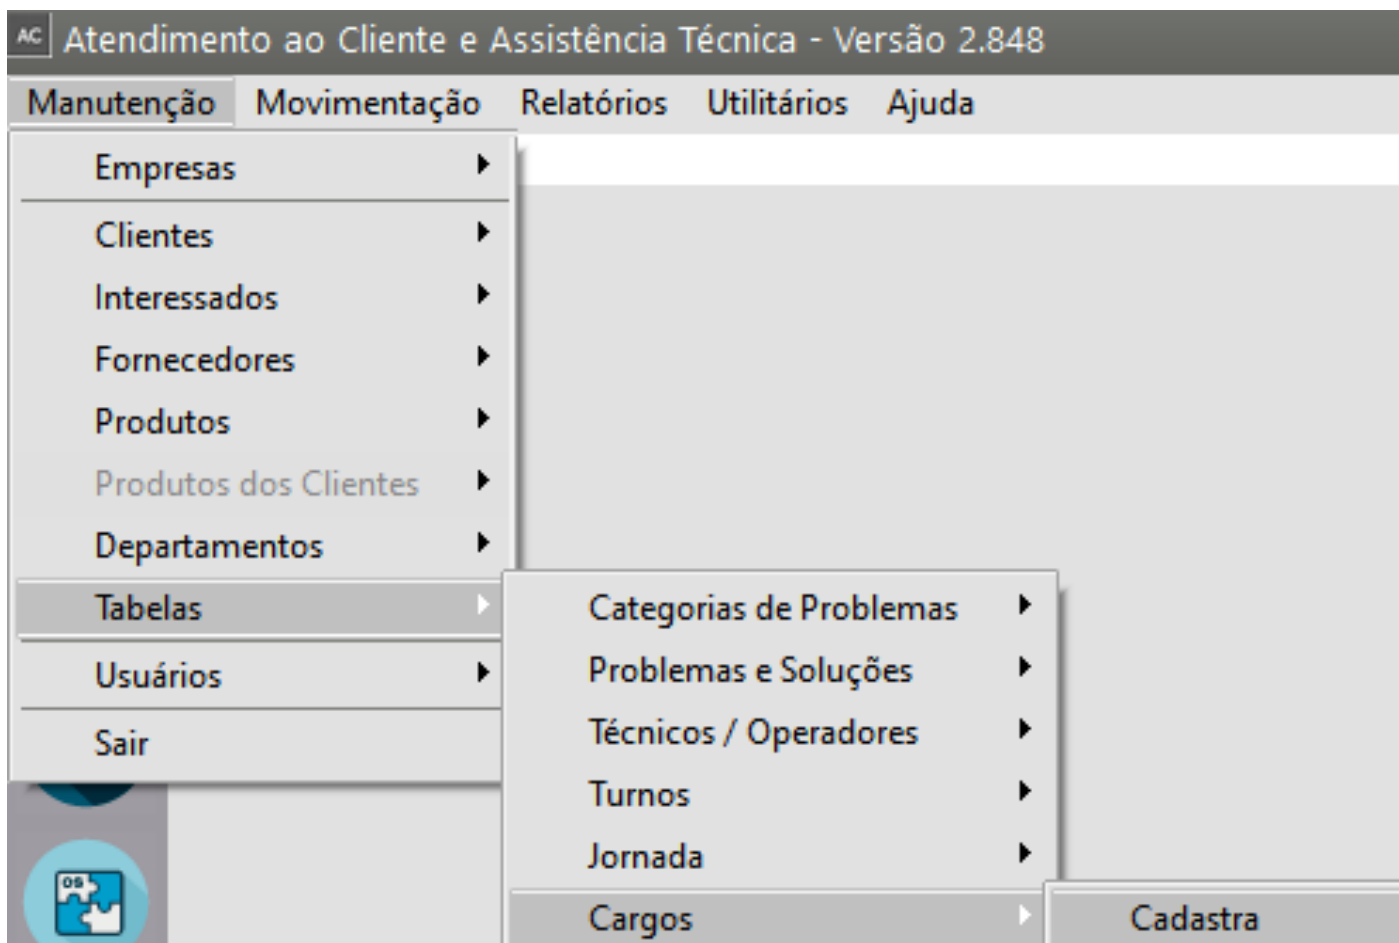 AC Atendimento ao Cliente e Assistência Técnica - Versão 2.848
Manutenção Movimentação Relatórios Utilitários Ajuda
Empresas
Clientes
Interessados
Fornecedores
Produtos
Produtos dos Clientes
Departamentos
Tabelas
Usuários
Sair
Categorias de Problemas
Problemas e Soluções
Técnicos / Operadores
Turnos
Jornada
Cargos
Cadastra
OS